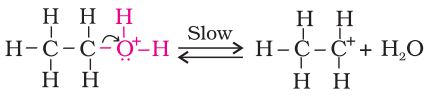 H H H H H
H–C–C–O⁺–H Slow H–C–C⁺ + H₂O
H H H H